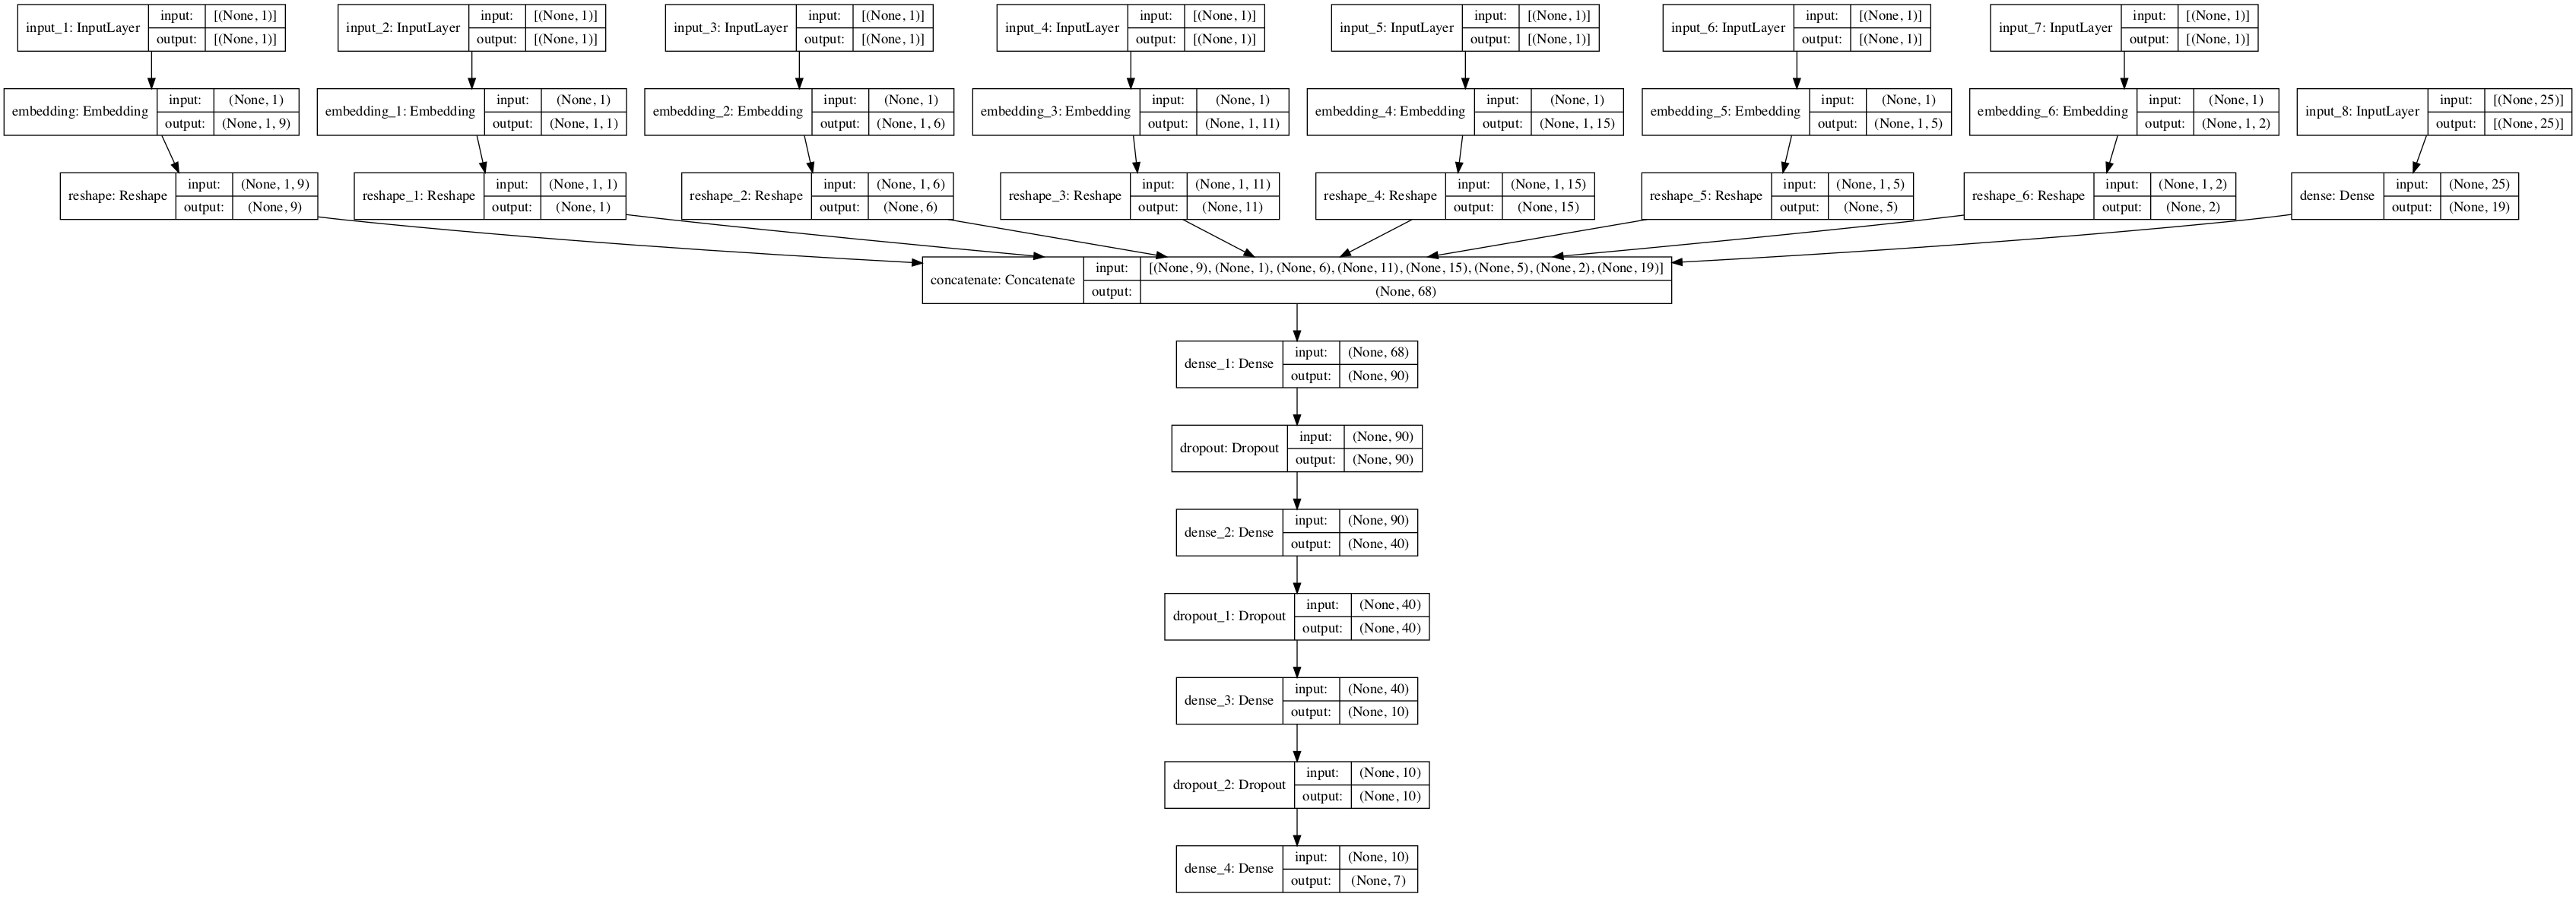 input_1: InputLayer input: [(None, 1)] output: [(None, 1)]
input_2: InputLayer input: [(None, 1)] output: [(None, 1)]
input_3: InputLayer input: [(None, 1)] output: [(None, 1)]
input_4: InputLayer input: [(None, 1)] output: [(None, 1)]
input_5: InputLayer input: [(None, 1)] output: [(None, 1)]
input_6: InputLayer input: [(None, 1)] output: [(None, 1)]
input_7: InputLayer input: [(None, 1)] output: [(None, 1)]
embedding: Embedding input: (None, 1) output: (None, 1, 9)
embedding_1: Embedding input: (None, 1) output: (None, 1, 1)
embedding_2: Embedding input: (None, 1) output: (None, 1, 6)
embedding_3: Embedding input: (None, 1) output: (None, 1, 11)
embedding_4: Embedding input: (None, 1) output: (None, 1, 15)
embedding_5: Embedding input: (None, 1) output: (None, 1, 5)
embedding_6: Embedding input: (None, 1) output: (None, 1, 2)
input_8: InputLayer input: [(None, 25)] output: [(None, 25)]
reshape: Reshape input: (None, 1, 9) output: (None, 9)
reshape_1: Reshape input: (None, 1, 1) output: (None, 1)
reshape_2: Reshape input: (None, 1, 6) output: (None, 6)
reshape_3: Reshape input: (None, 1, 11) output: (None, 11)
reshape_4: Reshape input: (None, 1, 15) output: (None, 15)
reshape_5: Reshape input: (None, 1, 5) output: (None, 5)
reshape_6: Reshape input: (None, 1, 2) output: (None, 2)
dense: Dense input: (None, 25) output: (None, 19)
concatenate: Concatenate input: [(None, 9), (None, 1), (None, 6), (None, 11), (None, 15), (None, 5), (None, 2), (None, 19)] output: (None, 68)
dense_1: Dense input: (None, 68) output: (None, 90)
dropout: Dropout input: (None, 90) output: (None, 90)
dense_2: Dense input: (None, 90) output: (None, 40)
dropout_1: Dropout input: (None, 40) output: (None, 40)
dense_3: Dense input: (None, 40) output: (None, 10)
dropout_2: Dropout input: (None, 10) output: (None, 10)
dense_4: Dense input: (None, 10) output: (None, 7)